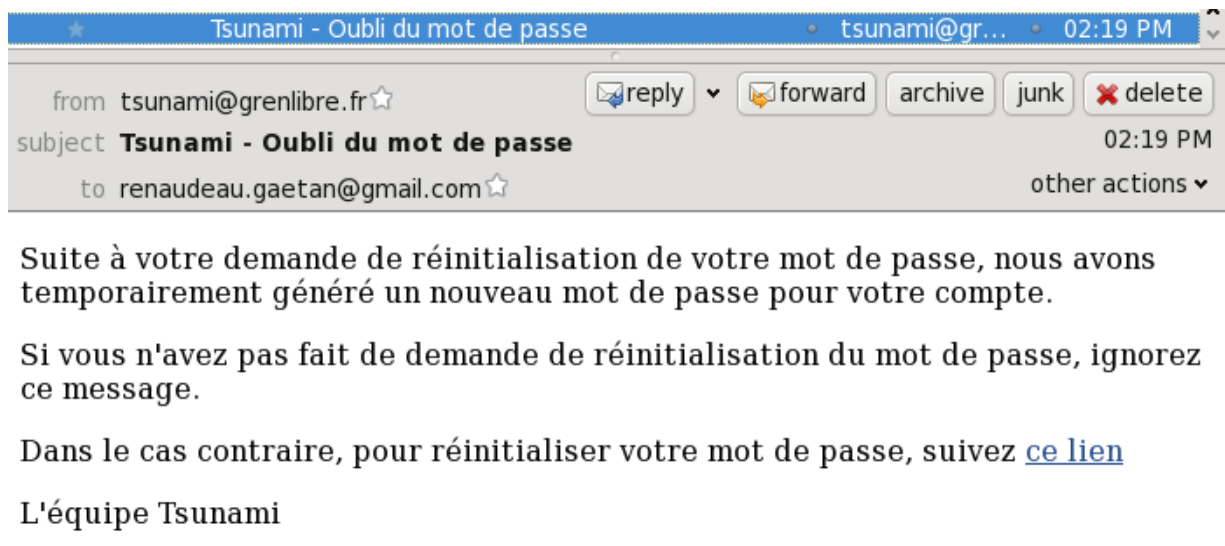 Tsunami - Oubli du mot de passe tsunami@gr... 02:19 PM
from tsunami@grenlibre.fr reply forward archive junk delete
subject Tsunami - Oubli du mot de passe 02:19 PM
to renaudeau.gaetan@gmail.com other actions
Suite à votre demande de réinitialisation de votre mot de passe, nous avons
temporairement généré un nouveau mot de passe pour votre compte.
Si vous n'avez pas fait de demande de réinitialisation du mot de passe, ignorez
ce message.
Dans le cas contraire, pour réinitialiser votre mot de passe, suivez ce lien
L'équipe Tsunami